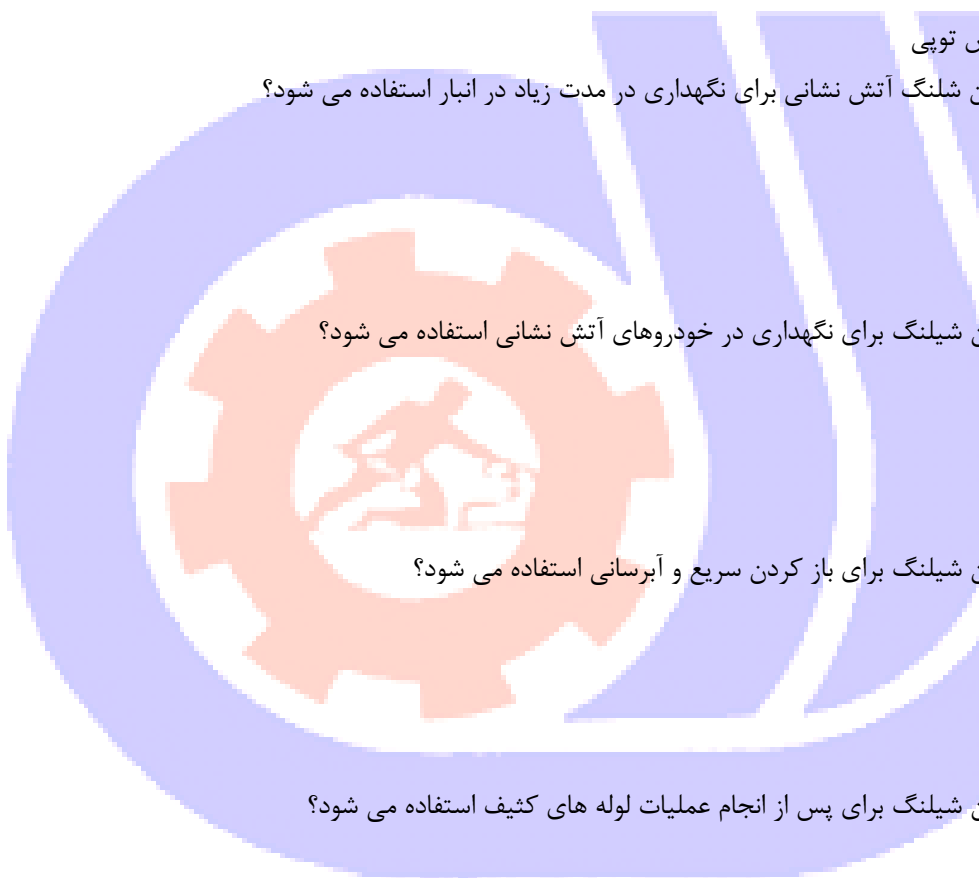 توپی
شلنگ آتش نشانی برای نگهداری در مدت زیاد در انبار استفاده می شود؟
شیلنگ برای نگهداری در خودروهای آتش نشانی استفاده می شود؟
شیلنگ برای باز کردن سریع و آبرسانی استفاده می شود؟
شیلنگ برای پس از انجام عملیات لوله های کثیف استفاده می شود؟